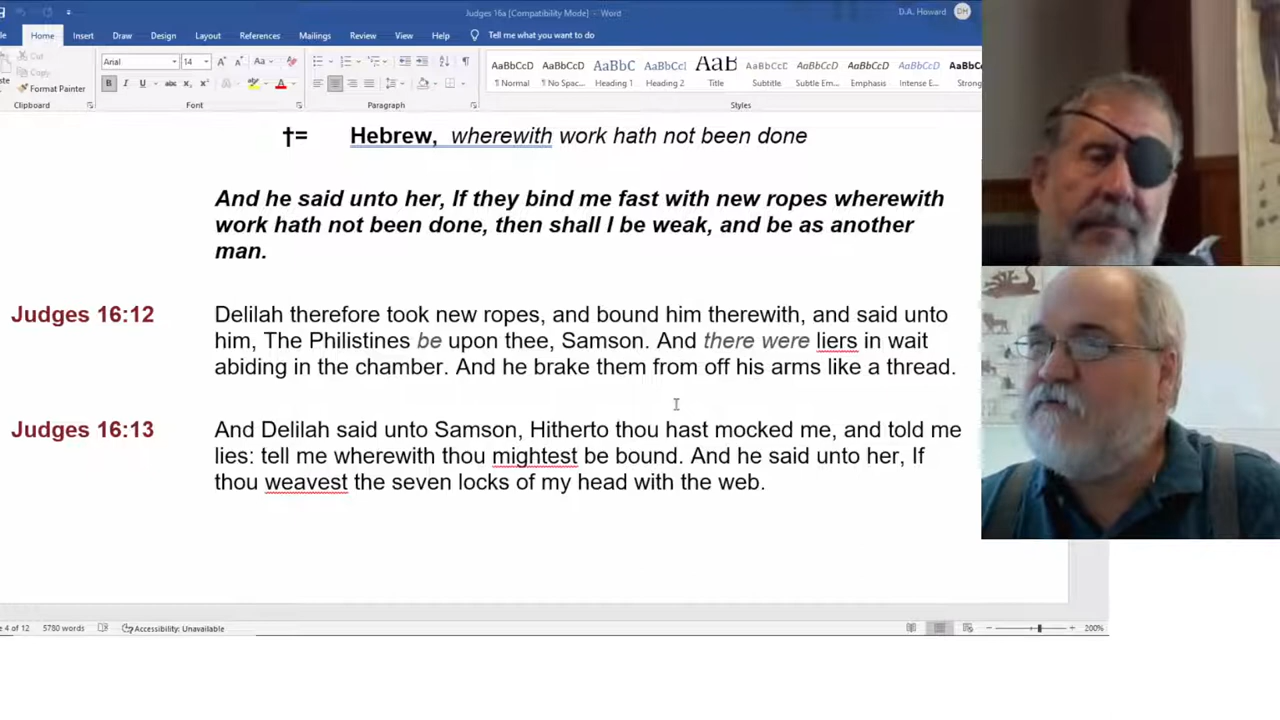 Judges 16a [Compatibility Mode] - Word
D.A. Howard DH
Home Insert Draw Design Layout References Mailings Review View Help Tell me what you want to do
Cut
Copy
Format Painter
Clipboard
Arial 14
Font
Paragraph
AaBbCcD AaBbCcD AaBbC AaBbCcl AaB AaBbCcD AaBbCcD AaBbCcD AaBbCcD AaBbC
¶ Normal ¶ No Spac... Heading 1 Heading 2 Title Subtitle Subtle Em... Emphasis Intense E... Strong
Styles
†= Hebrew, wherewith work hath not been done
And he said unto her, If they bind me fast with new ropes wherewith
work hath not been done, then shall I be weak, and be as another
man.
Judges 16:12 Delilah therefore took new ropes, and bound him therewith, and said unto
him, The Philistines be upon thee, Samson. And there were liers in wait
abiding in the chamber. And he brake them from off his arms like a thread.
Judges 16:13 And Delilah said unto Samson, Hitherto thou hast mocked me, and told me
lies: tell me wherewith thou mightest be bound. And he said unto her, If
thou weavest the seven locks of my head with the web.
4 of 12 5780 words Accessibility: Unavailable 200%